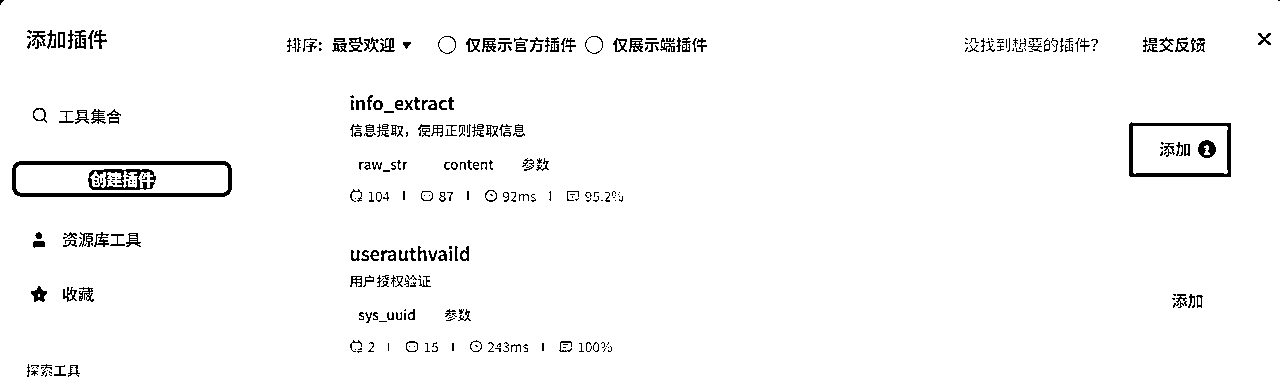 添加插件
排序: 最受欢迎 仅展示官方插件 仅展示端插件 没找到想要的插件? 提交反馈
工具集合
创建插件
资源库工具
收藏
探索工具
info_extract
信息提取，使用正则提取信息
raw_str content 参数
104 87 92ms 95.2%
添加 1
userauthvaild
用户授权验证
sys_uuid 参数
2 15 243ms 100%
添加